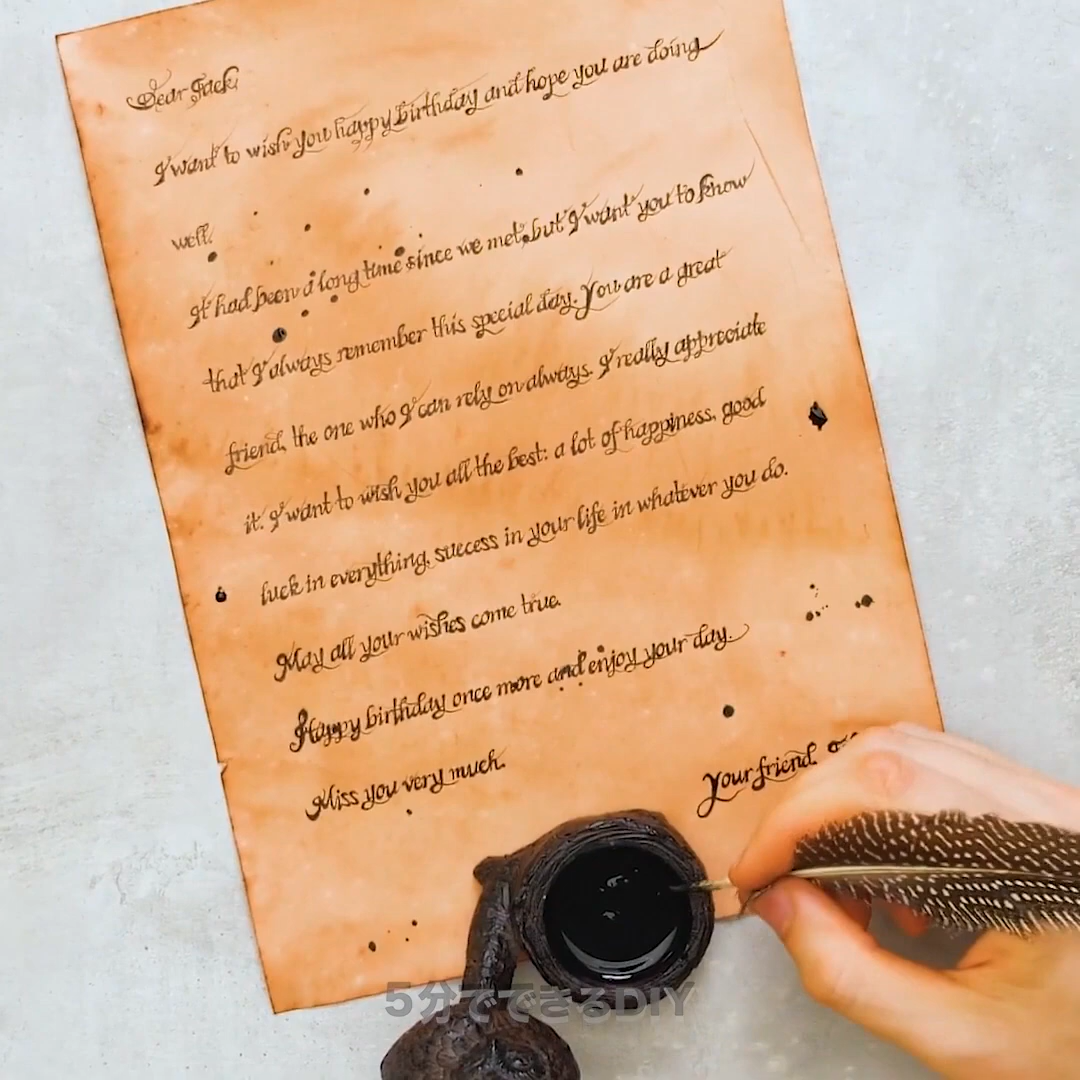 Dear Jack,
I want to wish you happy birthday and hope you are doing
well.
It had been a long time since we met, but I want you to know
that I always remember this special day. You are a great
friend, the one who I can rely on always. I really appreciate
it. I want to wish you all the best: a lot of happiness, good
luck in everything, success in your life in whatever you do.
May all your wishes come true.
Happy birthday once more and enjoy your day.
Miss you very much.
Your friend,
5分でできるDIY